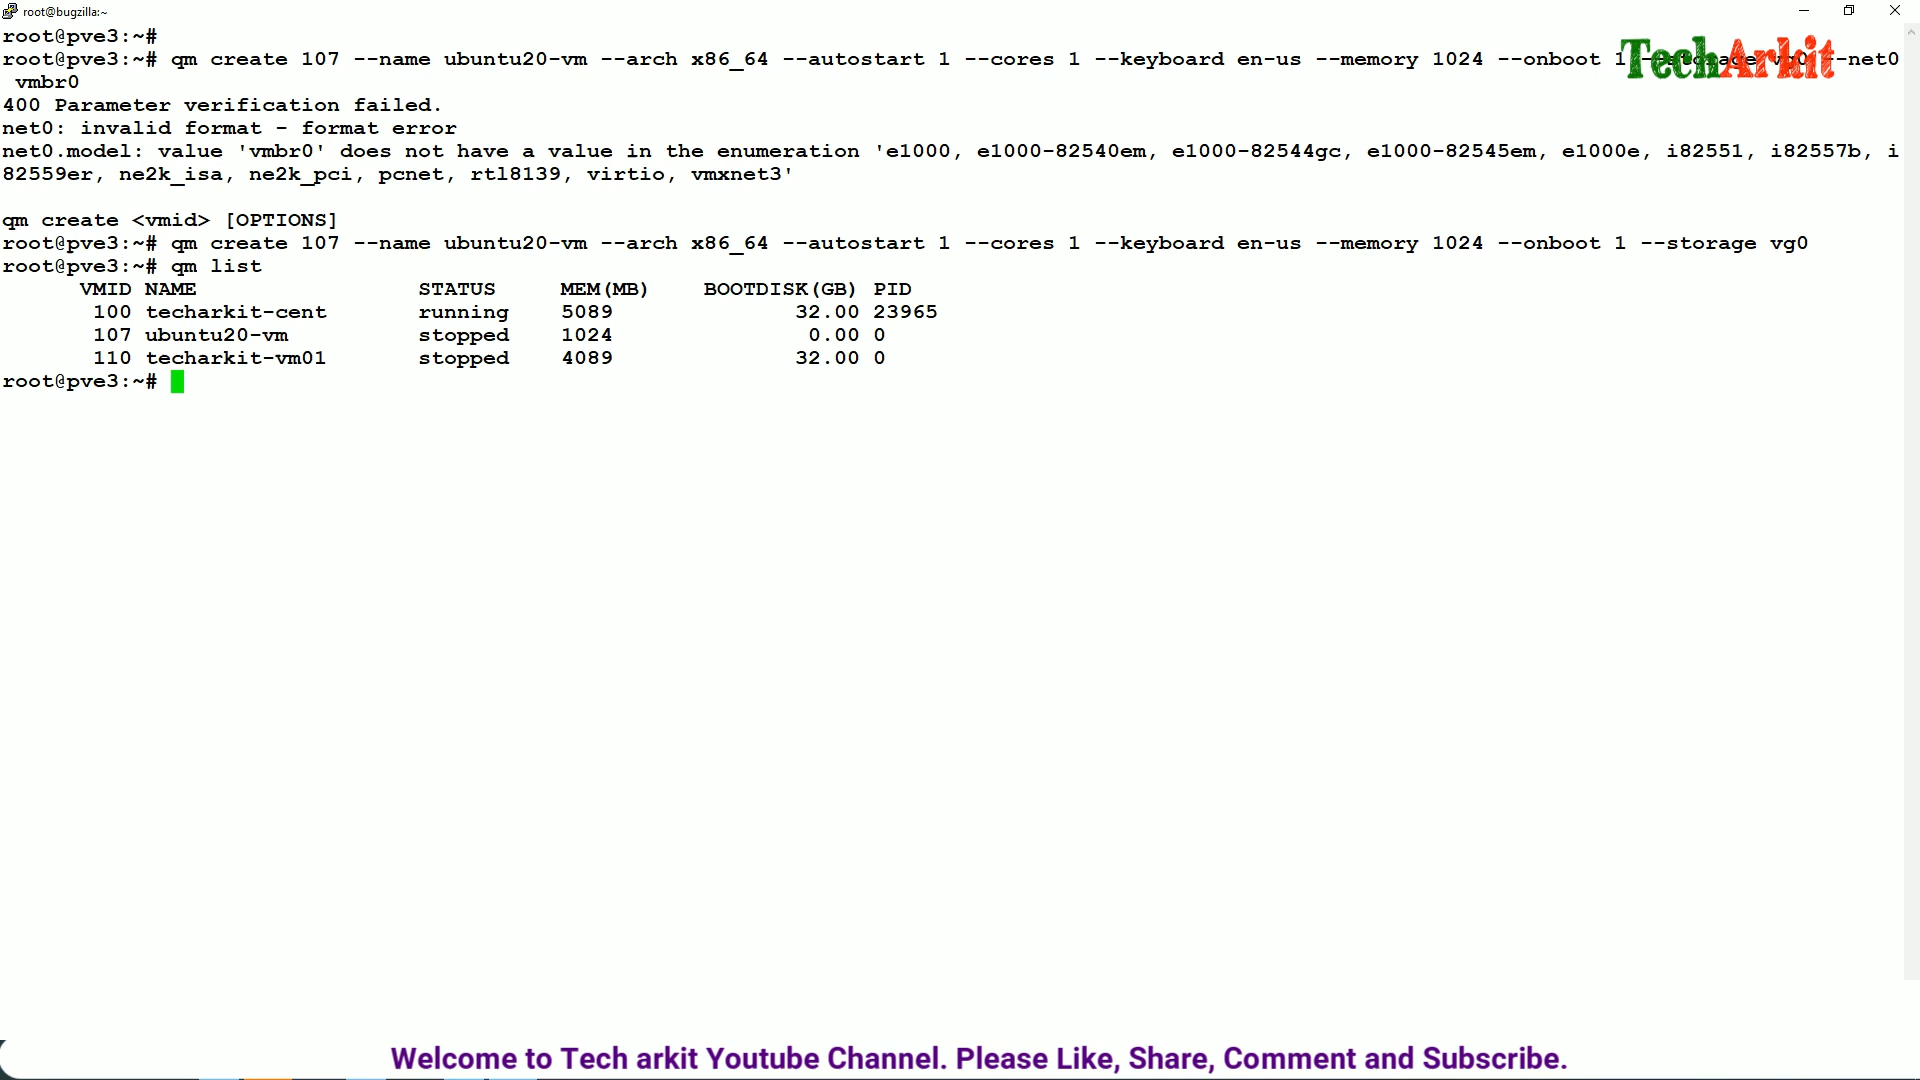 root@bugzilla:~
root@pve3:~#
TechArkit
root@pve3:~# qm create 107 --name ubuntu20-vm --arch x86_64 --autostart 1 --cores 1 --keyboard en-us --memory 1024 --onboot 1 --storage vg0 --net0
vmbr0
400 Parameter verification failed.
net0: invalid format - format error
net0.model: value 'vmbr0' does not have a value in the enumeration 'e1000, e1000-82540em, e1000-82544gc, e1000-82545em, e1000e, i82551, i82557b, i
82559er, ne2k_isa, ne2k_pci, pcnet, rtl8139, virtio, vmxnet3'
qm create <vmid> [OPTIONS]
root@pve3:~# qm create 107 --name ubuntu20-vm --arch x86_64 --autostart 1 --cores 1 --keyboard en-us --memory 1024 --onboot 1 --storage vg0
root@pve3:~# qm list
VMID NAME STATUS MEM(MB) BOOTDISK(GB) PID
100 techarkit-cent running 5089 32.00 23965
107 ubuntu20-vm stopped 1024 0.00 0
110 techarkit-vm01 stopped 4089 32.00 0
root@pve3:~#
Welcome to Tech arkit Youtube Channel. Please Like, Share, Comment and Subscribe.